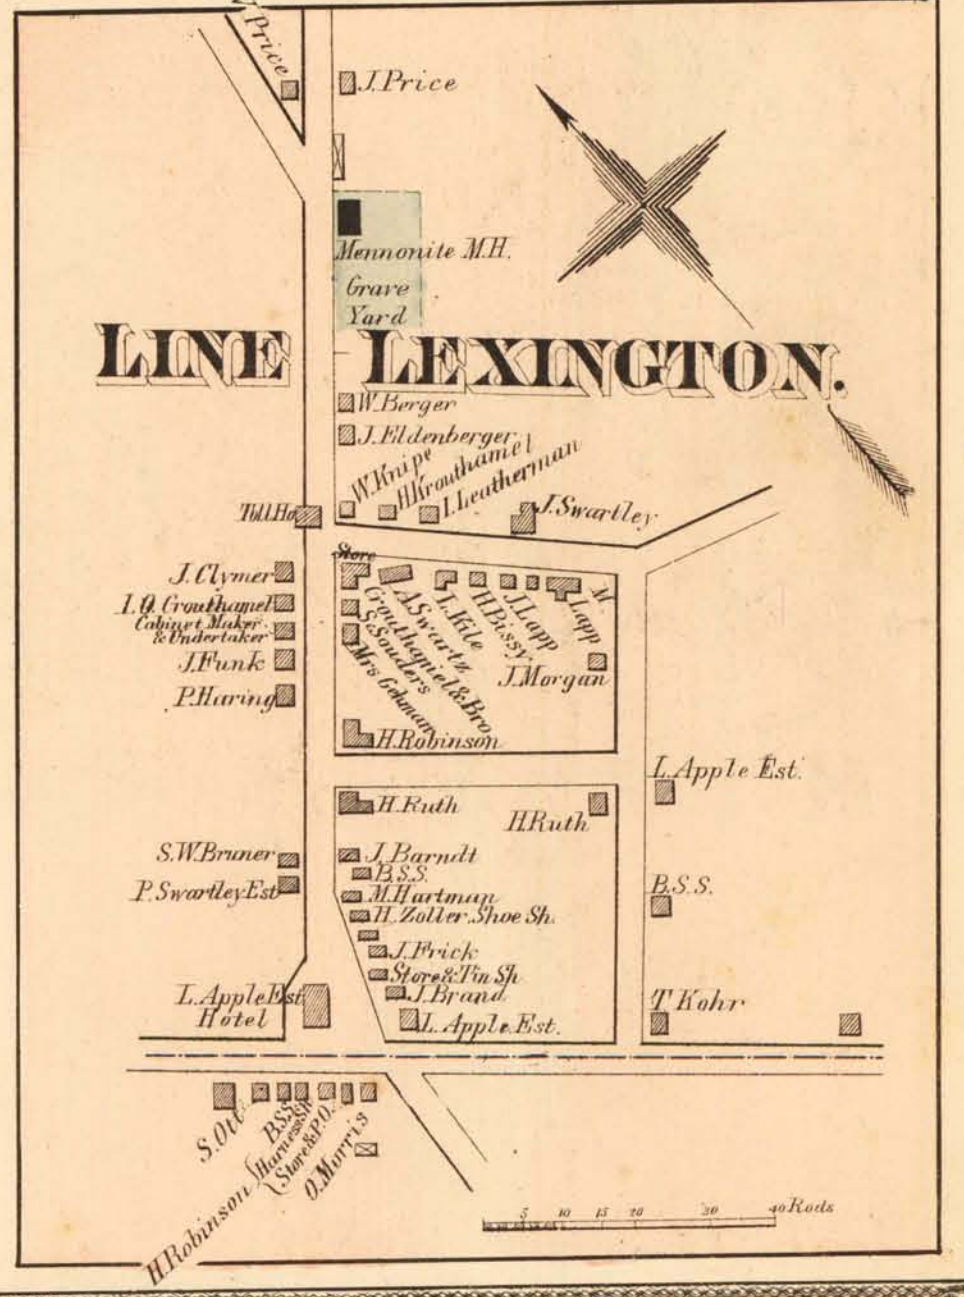 Price
J. Price
Mennonite M.H.
Grave
Yard
LINE LEXINGTON.
W. Berger
J. Eldenberger
W. Knipe
H. Krouthamel
I. Leatherman
J. Swartley
Toll Ho
Store
J. Clymer
I. O. Crouthamel
Cabinet Maker
& Undertaker
J. Funk
P. Haring
Crouthamel & Bro
A. Swartz
L. Kile
H. Bissy
J. Lapp
M. Lapp
S. Souders
Mrs Gehman
J. Morgan
H. Robinson
L. Apple Est.
H. Ruth
H. Ruth
S. W. Bruner
J. Barndt
B.S.S.
P. Swartley Est
M. Hartman
B.S.S.
H. Zoller Shoe Sh.
J. Frick
Store & Tin Sh
L. Apple Est
Hotel
J. Brand
L. Apple Est.
T. Kohr
S. Ott
B.S.S.
Harness Sh
Store & P.O.
O. Morris
H. Robinson
5 10 15 20 30 40 Rods